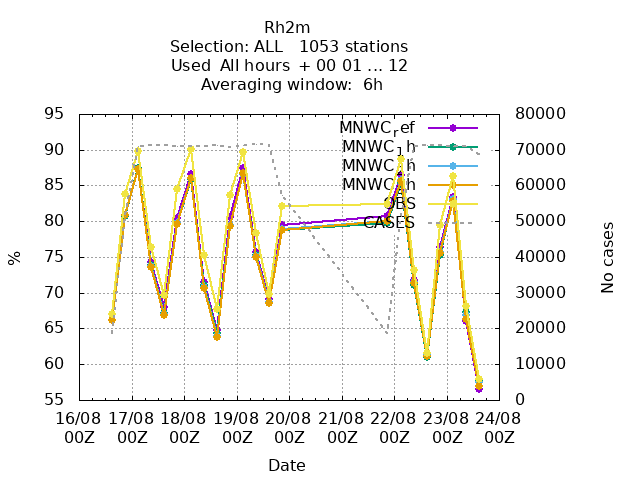 Rh2m
Selection: ALL 1053 stations
Used All hours + 00 01 ... 12
Averaging window: 6h
95
90
85
80
75
70
65
60
55
%
80000
70000
60000
50000
40000
30000
20000
10000
0
No cases
MNWC_ref
MNWC_1h
OBS
CASES
16/08 00Z
17/08 00Z
18/08 00Z
19/08 00Z
20/08 00Z
21/08 00Z
22/08 00Z
23/08 00Z
24/08 00Z
Date